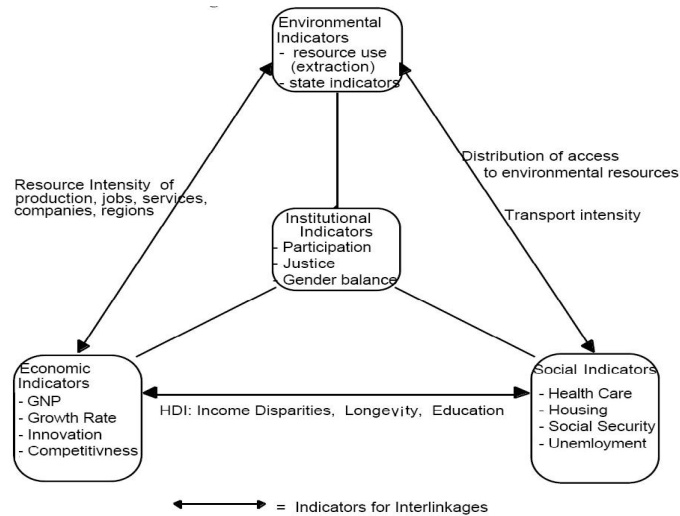 Environmental
Indicators
- resource use
(extraction)
- state indicators
Distribution of access
to environmental resources
Resource Intensity of
production, jobs, services,
companies, regions
Transport intensity
Institutional
Indicators
- Participation
- Justice
- Gender balance
Economic
Indicators
- GNP
- Growth Rate
- Innovation
- Competitivness
HDI: Income Disparities, Longevity, Education
Social Indicators
- Health Care
- Housing
- Social Security
- Unemloyment
= Indicators for Interlinkages